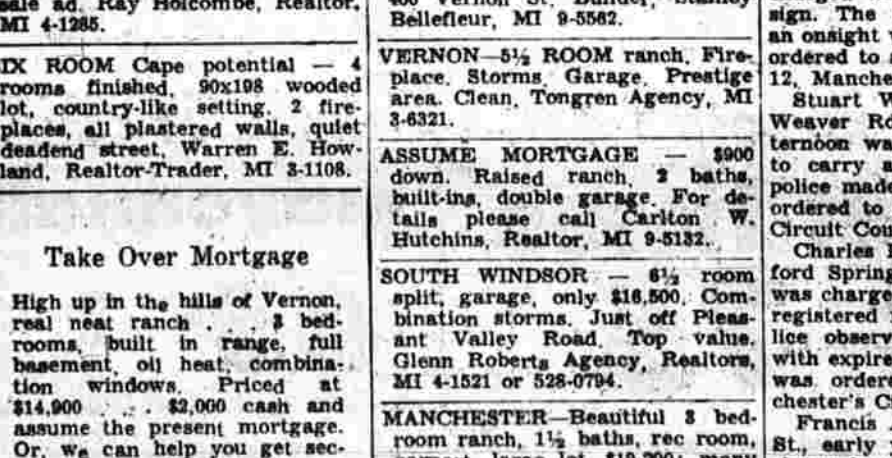 sale ad. Ray Holcombe, Realtor,
MI 4-1285.
IX ROOM Cape potential — 4
rooms finished, 90x198 wooded
lot, country-like setting, 2 fire-
places, all plastered walls, quiet
deadend street, Warren E. How-
land, Realtor-Trader, MI 3-1108.
Take Over Mortgage
High up in the hills of Vernon,
real neat ranch . . . 3 bed-
rooms, built in range, full
basement, oil heat, combina-
tion windows. Priced at
$14,900 . . . $2,000 cash and
assume the present mortgage.
Or, we can help you get sec-
Bellefleur, MI 9-5562.
VERNON—5½ ROOM ranch, Fire-
place, Storms, Garage, Prestige
area. Clean, Tongren Agency, MI
3-6321.
ASSUME MORTGAGE — $900
down. Raised ranch, 2 baths,
built-ins, double garage. For de-
tails please call Carlton W.
Hutchins, Realtor, MI 9-5132.
SOUTH WINDSOR — 6½ room
split, garage, only $16,500. Com-
bination storms. Just off Pleas-
ant Valley Road. Top value.
Glenn Roberts Agency, Realtors,
MI 4-1521 or 528-0794.
MANCHESTER—Beautiful 3 bed-
room ranch, 1½ baths, rec room,
sign. The
an onsight
ordered to
12, Manche
Stuart
Weaver Ro
ternoon wa
to carry a
police made
ordered to
Circuit Cou
Charles
ford Spring
was charge
registered
lice observ
with expire
was order
chester's C
Francis
St., early